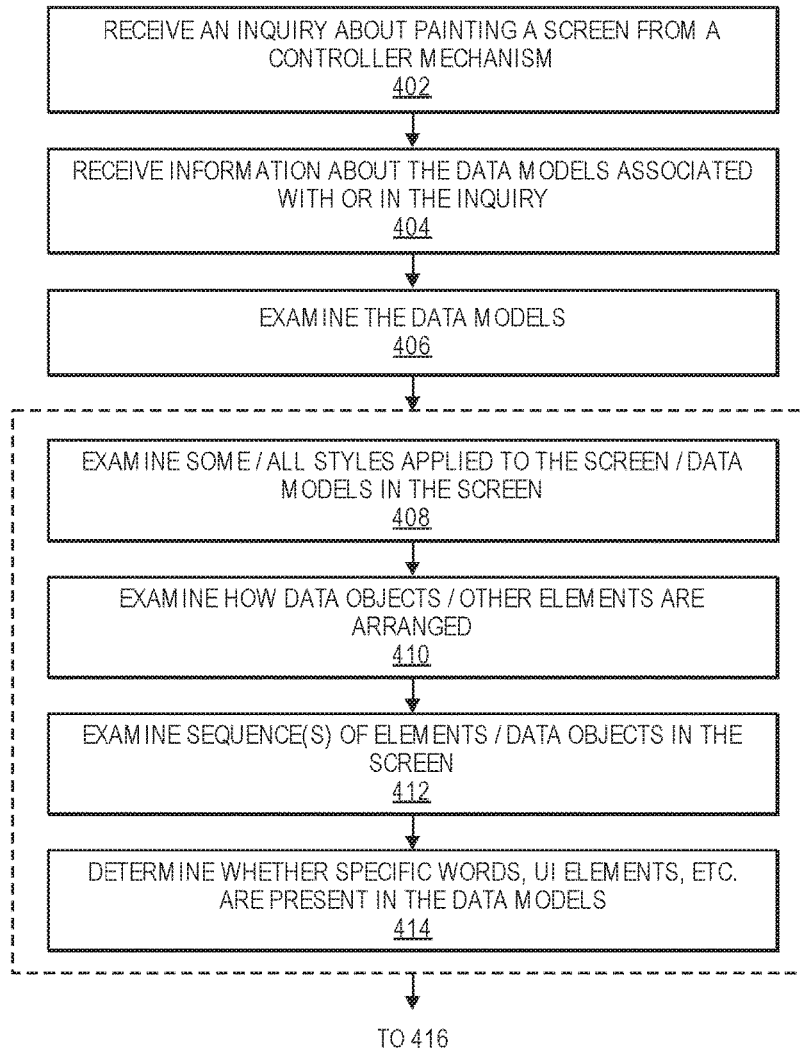 RECEIVE AN INQUIRY ABOUT PAINTING A SCREEN FROM A
CONTROLLER MECHANISM
402
RECEIVE INFORMATION ABOUT THE DATA MODELS ASSOCIATED
WITH OR IN THE INQUIRY
404
EXAMINE THE DATA MODELS
406
EXAMINE SOME / ALL STYLES APPLIED TO THE SCREEN / DATA
MODELS IN THE SCREEN
408
EXAMINE HOW DATA OBJECTS / OTHER ELEMENTS ARE
ARRANGED
410
EXAMINE SEQUENCE(S) OF ELEMENTS / DATA OBJECTS IN THE
SCREEN
412
DETERMINE WHETHER SPECIFIC WORDS, UI ELEMENTS, ETC.
ARE PRESENT IN THE DATA MODELS
414
TO 416